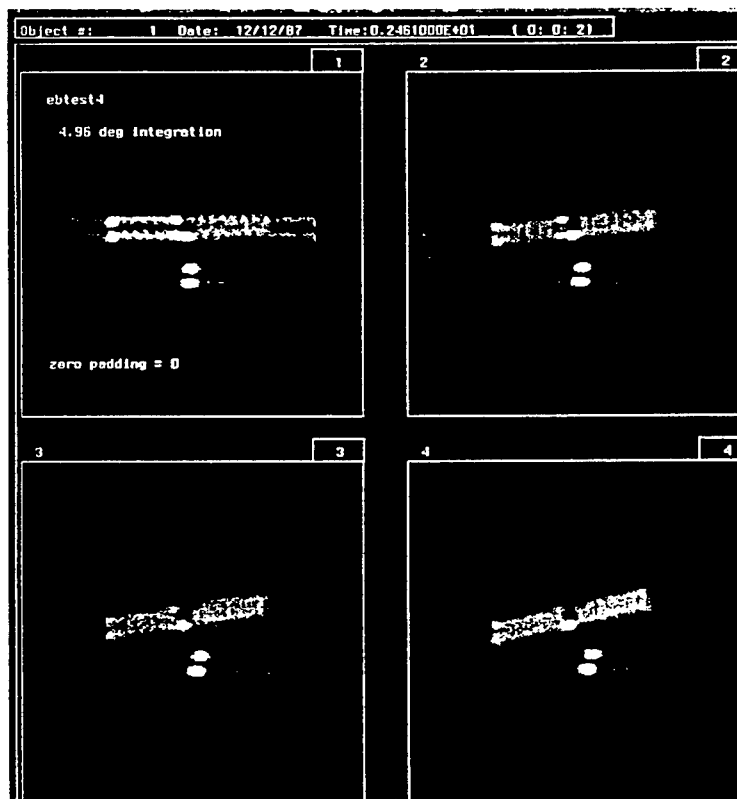 Object #: 1 Date: 12/12/87 Time:0.2461000E+01 ( 0: 0: 2)
1
2 2
ebtest4
4.96 deg integration
zero padding = 0
3 3
4 4